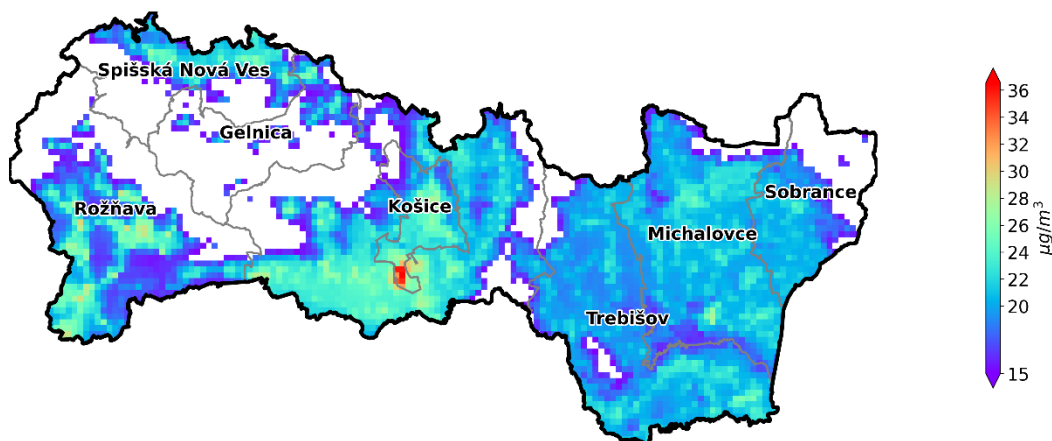 Spišská Nová Ves
Gelnica
Rožňava
Košice
Sobrance
Michalovce
Trebišov
36
34
32
30
28
26
24
22
20
15
µg/m³